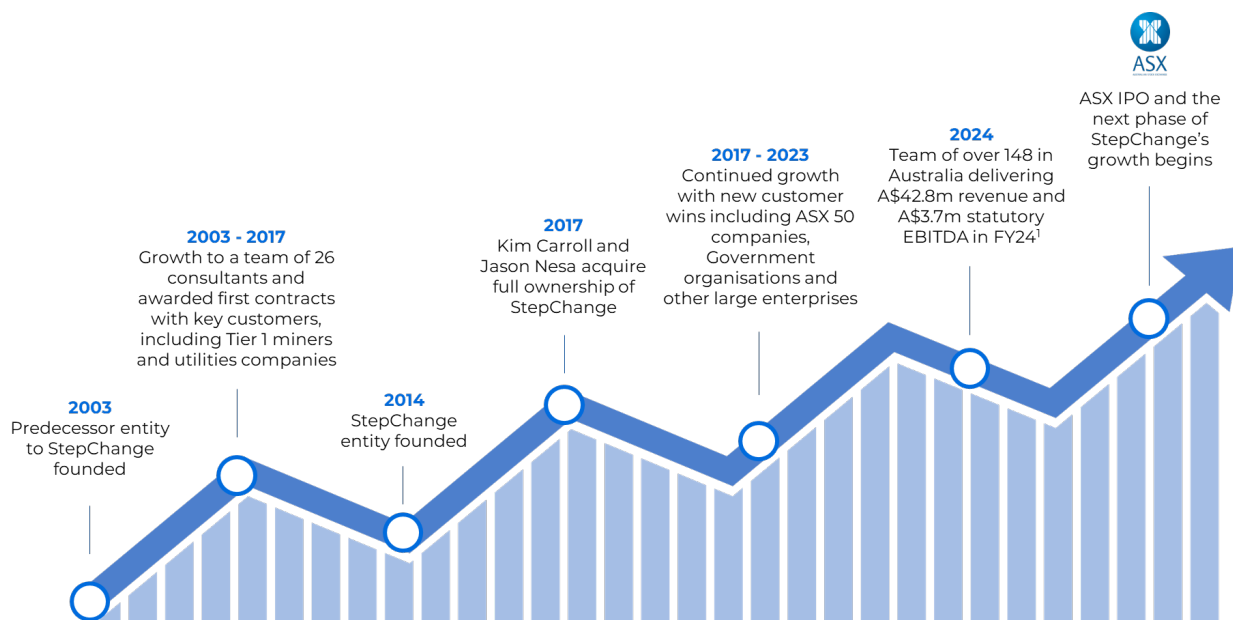 2003
Predecessor entity
to StepChange
founded
2003 - 2017
Growth to a team of 26
consultants and
awarded first contracts
with key customers,
including Tier 1 miners
and utilities companies
2014
StepChange
entity founded
2017
Kim Carroll and
Jason Nesa acquire
full ownership of
StepChange
2017 - 2023
Continued growth
with new customer
wins including ASX 50
companies,
Government
organisations and
other large enterprises
2024
Team of over 148 in
Australia delivering
A$42.8m revenue and
A$3.7m statutory
EBITDA in FY24¹
ASX
ASX IPO and the
next phase of
StepChange's
growth begins